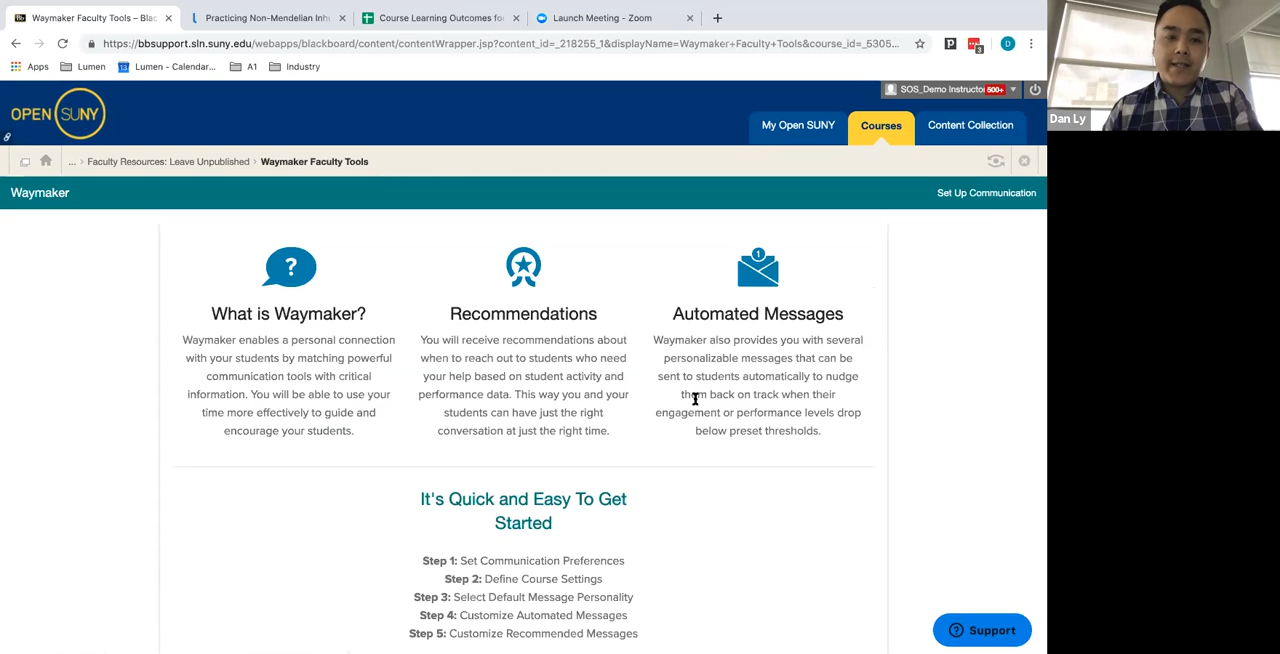 Waymaker Faculty Tools – Blac
Practicing Non-Mendelian Inh
Course Learning Outcomes fo
Launch Meeting - Zoom
https://bbsupport.sln.suny.edu/webapps/blackboard/content/contentWrapper.jsp?content_id=_218255_1&displayName=Waymaker+Faculty+Tools&course_id=_5305...
Apps
Lumen
Lumen - Calendar...
A1
Industry
OPEN SUNY
SOS_Demo Instructo
500+
My Open SUNY
Courses
Content Collection
... > Faculty Resources: Leave Unpublished > Waymaker Faculty Tools
Waymaker
Set Up Communication
Dan Ly
What is Waymaker?
Waymaker enables a personal connection
with your students by matching powerful
communication tools with critical
information. You will be able to use your
time more effectively to guide and
encourage your students.
Recommendations
You will receive recommendations about
when to reach out to students who need
your help based on student activity and
performance data. This way you and your
students can have just the right
conversation at just the right time.
1
Automated Messages
Waymaker also provides you with several
personalizable messages that can be
sent to students automatically to nudge
them back on track when their
engagement or performance levels drop
below preset thresholds.
It's Quick and Easy To Get
Started
Step 1: Set Communication Preferences
Step 2: Define Course Settings
Step 3: Select Default Message Personality
Step 4: Customize Automated Messages
Step 5: Customize Recommended Messages
Support